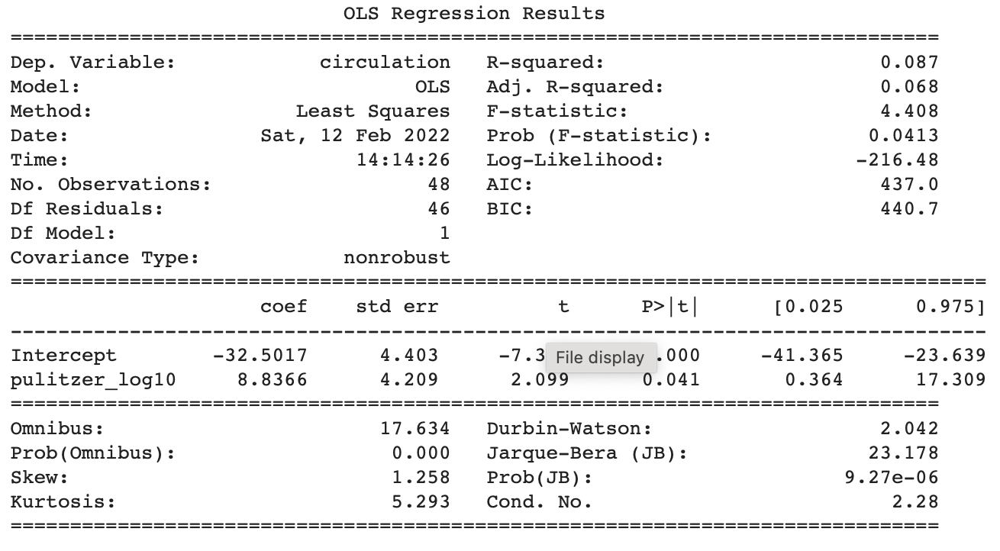 OLS Regression Results
==============================================================================
Dep. Variable: circulation R-squared: 0.087
Model: OLS Adj. R-squared: 0.068
Method: Least Squares F-statistic: 4.408
Date: Sat, 12 Feb 2022 Prob (F-statistic): 0.0413
Time: 14:14:26 Log-Likelihood: -216.48
No. Observations: 48 AIC: 437.0
Df Residuals: 46 BIC: 440.7
Df Model: 1
Covariance Type: nonrobust
==================================================================================
coef std err t P>|t| [0.025 0.975]
----------------------------------------------------------------------------------
Intercept -32.5017 4.403 -7.3 File display .000 -41.365 -23.639
pulitzer_log10 8.8366 4.209 2.099 0.041 0.364 17.309
==============================================================================
Omnibus: 17.634 Durbin-Watson: 2.042
Prob(Omnibus): 0.000 Jarque-Bera (JB): 23.178
Skew: 1.258 Prob(JB): 9.27e-06
Kurtosis: 5.293 Cond. No. 2.28
==============================================================================